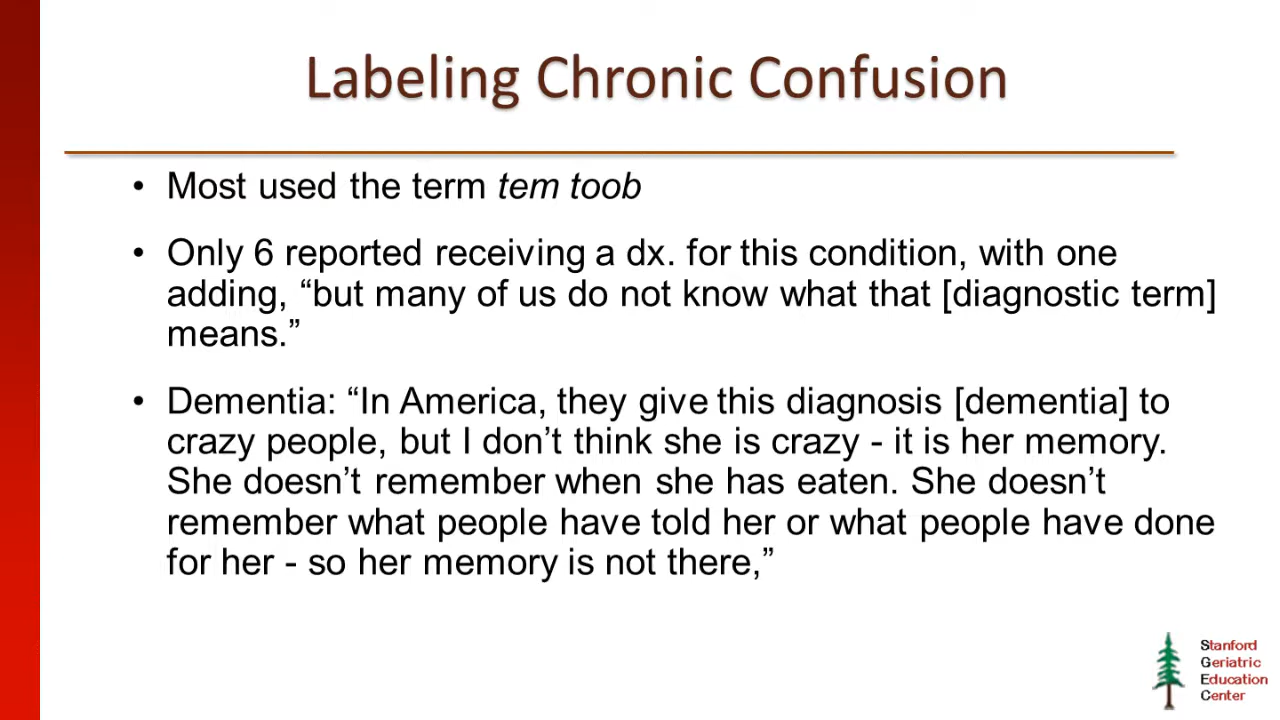 Labeling Chronic Confusion
• Most used the term tem toob
• Only 6 reported receiving a dx. for this condition, with one
adding, “but many of us do not know what that [diagnostic term]
means.”
• Dementia: “In America, they give this diagnosis [dementia] to
crazy people, but I don’t think she is crazy - it is her memory.
She doesn’t remember when she has eaten. She doesn’t
remember what people have told her or what people have done
for her - so her memory is not there,”
Stanford
Geriatric
Education
Center